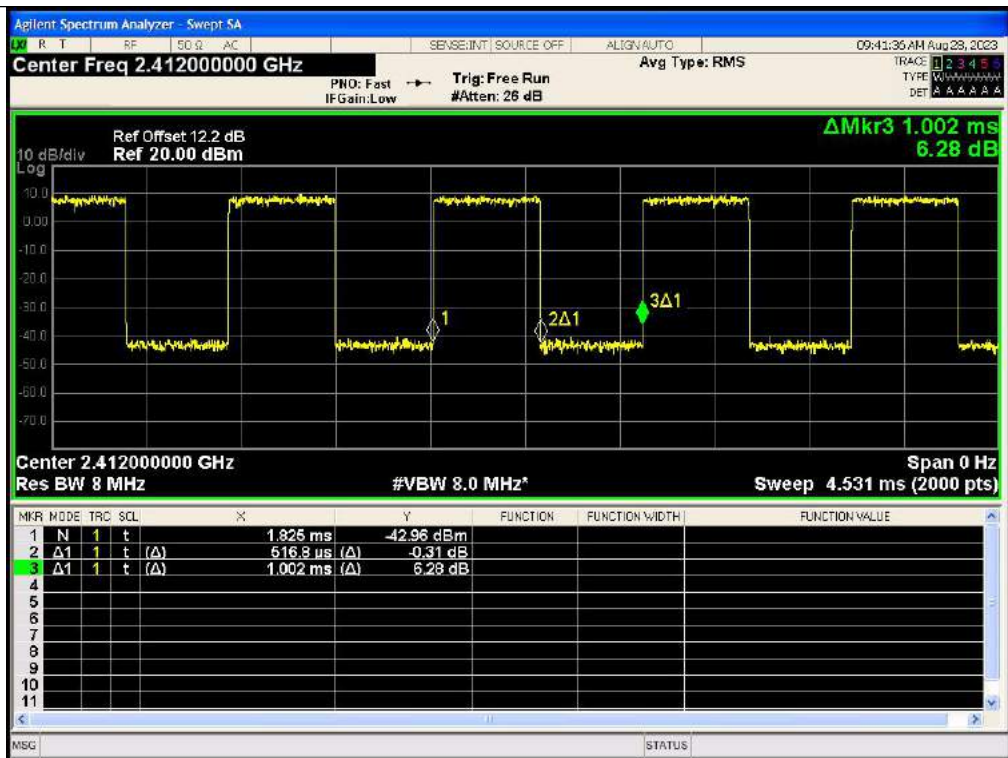 Agilent Spectrum Analyzer - Swept SA
LXI R T RF 50 Ω AC SENSE:INT SOURCE OFF ALIGN AUTO 09:41:36 AM Aug 28, 2023
Center Freq 2.412000000 GHz
Avg Type: RMS
TRACE 1 2 3 4 5 6
PNO: Fast
Trig: Free Run
TYPE
IFGain:Low
#Atten: 26 dB
DET A A A A A A
ΔMkr3 1.002 ms
6.28 dB
Ref Offset 12.2 dB
10 dB/div Ref 20.00 dBm
Log
10.0
0.00
-10.0
-20.0
-30.0
-40.0
-50.0
-60.0
-70.0
1
2Δ1
3Δ1
Center 2.412000000 GHz Span 0 Hz
Res BW 8 MHz #VBW 8.0 MHz* Sweep 4.531 ms (2000 pts)
MKR MODE TRC SCL X Y FUNCTION FUNCTION WIDTH FUNCTION VALUE
1 N 1 t 1.825 ms -42.96 dBm
2 Δ1 1 t (Δ) 516.8 µs (Δ) -0.31 dB
3 Δ1 1 t (Δ) 1.002 ms (Δ) 6.28 dB
4
5
6
7
8
9
10
11
MSG STATUS